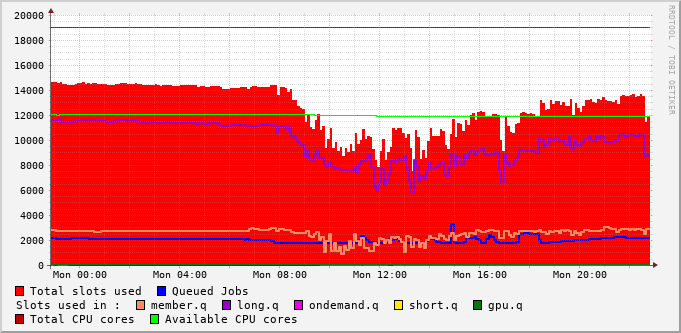 20000
18000
16000
14000
12000
10000
8000
6000
4000
2000
0
Mon 00:00 Mon 04:00 Mon 08:00 Mon 12:00 Mon 16:00 Mon 20:00
RRDTOOL / TOBI OETIKER
Total slots used Queued Jobs
Slots used in : member.q long.q ondemand.q short.q gpu.q
Total CPU cores Available CPU cores